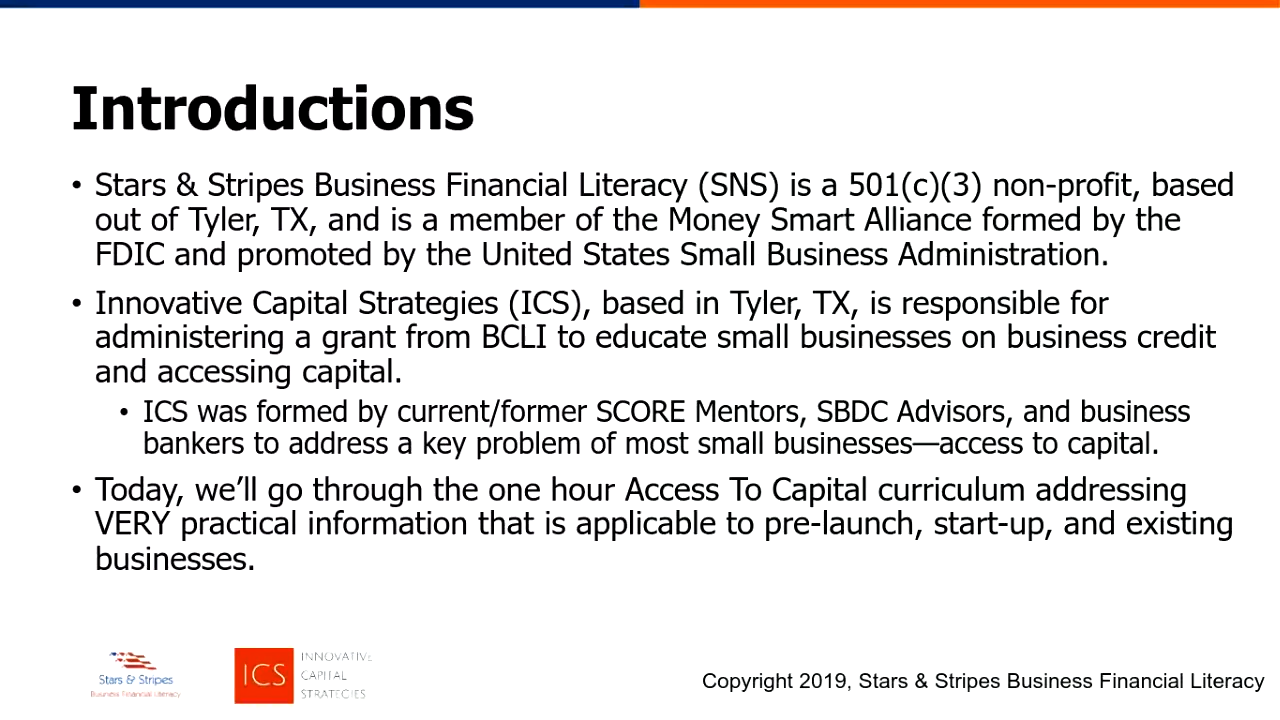 Introductions
• Stars & Stripes Business Financial Literacy (SNS) is a 501(c)(3) non-profit, based
out of Tyler, TX, and is a member of the Money Smart Alliance formed by the
FDIC and promoted by the United States Small Business Administration.
• Innovative Capital Strategies (ICS), based in Tyler, TX, is responsible for
administering a grant from BCLI to educate small businesses on business credit
and accessing capital.
• ICS was formed by current/former SCORE Mentors, SBDC Advisors, and business
bankers to address a key problem of most small businesses—access to capital.
• Today, we’ll go through the one hour Access To Capital curriculum addressing
VERY practical information that is applicable to pre-launch, start-up, and existing
businesses.
Stars & Stripes
Business Financial Literacy
ICS
INNOVATIVE
CAPITAL
STRATEGIES
Copyright 2019, Stars & Stripes Business Financial Literacy